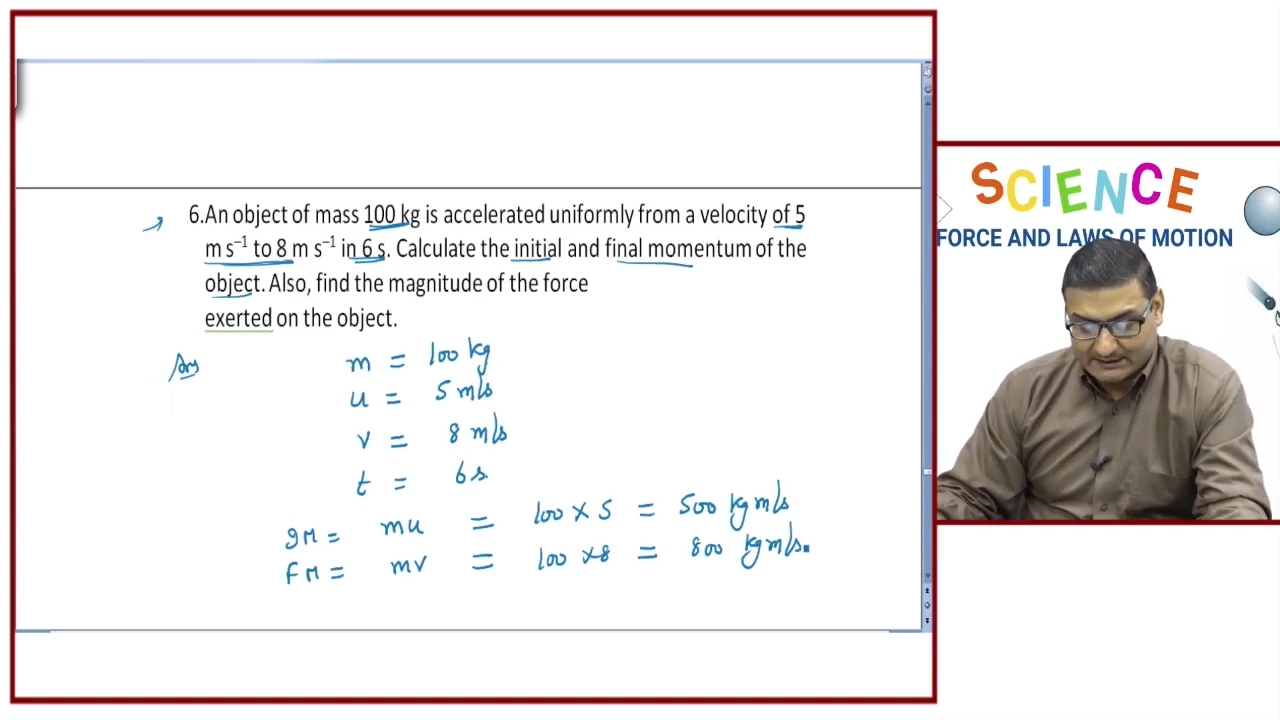 6.An object of mass 100 kg is accelerated uniformly from a velocity of 5
m s⁻¹ to 8 m s⁻¹ in 6 s. Calculate the initial and final momentum of the
object. Also, find the magnitude of the force
exerted on the object.
Ans
m = 100 kg
u = 5 m/s
v = 8 m/s
t = 6 s.
IM = mu = 100 × 5 = 500 kg m/s
FM = mv = 100 × 8 = 800 kg m/s.
SCIENCE
FORCE AND LAWS OF MOTION